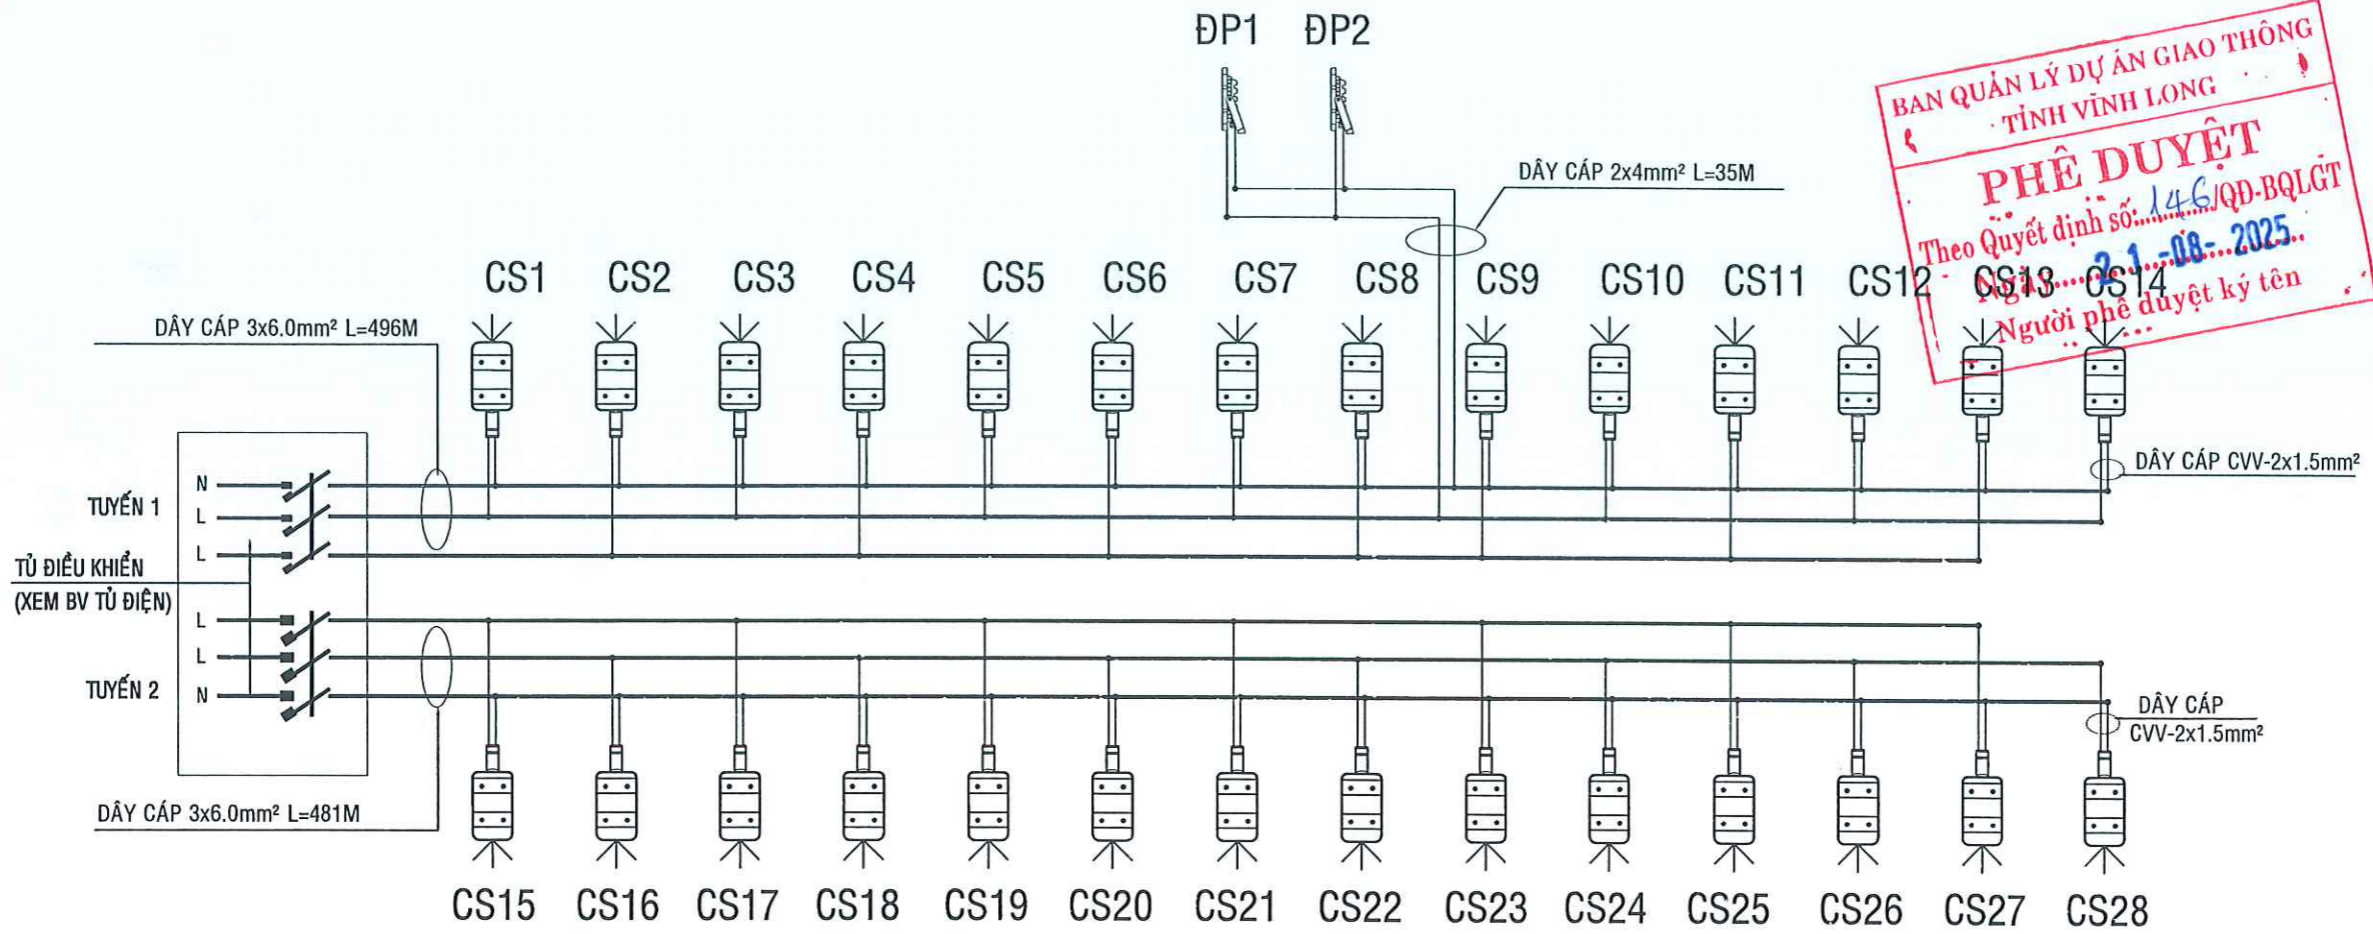 ĐP1 ĐP2
BAN QUẢN LÝ DỰ ÁN GIAO THÔNG
TỈNH VĨNH LONG
PHÊ DUYỆT
Theo Quyết định số: 146/QĐ-BQLGT
Ngày 21-08-2025
Người phê duyệt ký tên
DÂY CÁP 2x4mm² L=35M
CS1 CS2 CS3 CS4 CS5 CS6 CS7 CS8 CS9 CS10 CS11 CS12 CS13 CS14
DÂY CÁP 3x6.0mm² L=496M
DÂY CÁP CVV-2x1.5mm²
N
TUYẾN 1
L
L
TỦ ĐIỀU KHIỂN
(XEM BV TỦ ĐIỆN)
L
L
TUYẾN 2
N
DÂY CÁP
CVV-2x1.5mm²
DÂY CÁP 3x6.0mm² L=481M
CS15 CS16 CS17 CS18 CS19 CS20 CS21 CS22 CS23 CS24 CS25 CS26 CS27 CS28